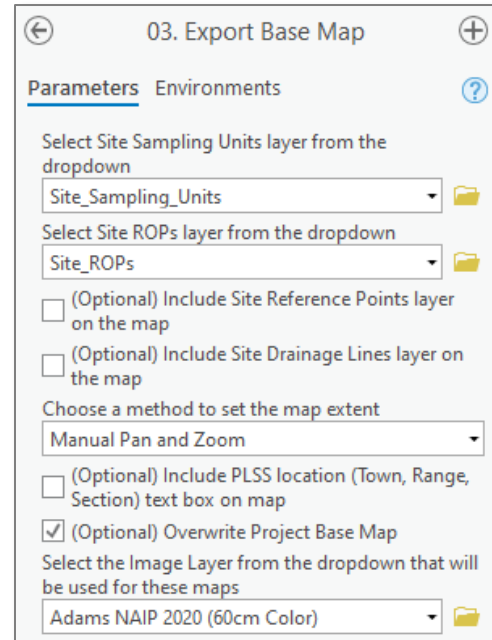 03. Export Base Map
Parameters Environments
?
Select Site Sampling Units layer from the
dropdown
Site_Sampling_Units
Select Site ROPs layer from the dropdown
Site_ROPs
(Optional) Include Site Reference Points layer
on the map
(Optional) Include Site Drainage Lines layer on
the map
Choose a method to set the map extent
Manual Pan and Zoom
(Optional) Include PLSS location (Town, Range,
Section) text box on map
(Optional) Overwrite Project Base Map
Select the Image Layer from the dropdown that will
be used for these maps
Adams NAIP 2020 (60cm Color)